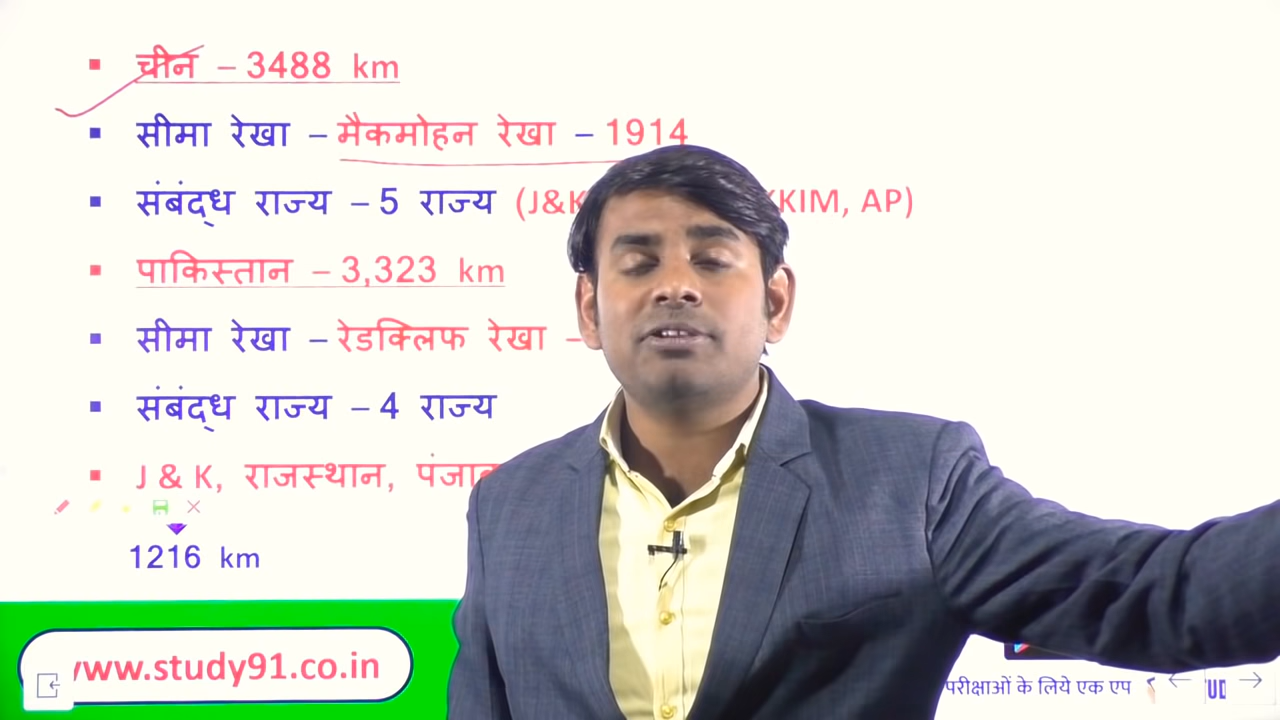 चीन – 3488 km
सीमा रेखा – मैकमोहन रेखा – 1914
संबंद्ध राज्य – 5 राज्य (J&K KIM, AP)
पाकिस्तान – 3,323 km
सीमा रेखा – रेडक्लिफ रेखा –
संबंद्ध राज्य – 4 राज्य
J & K, राजस्थान,
1216 km
www.study91.co.in
परीक्षाओं के लिये एक एप